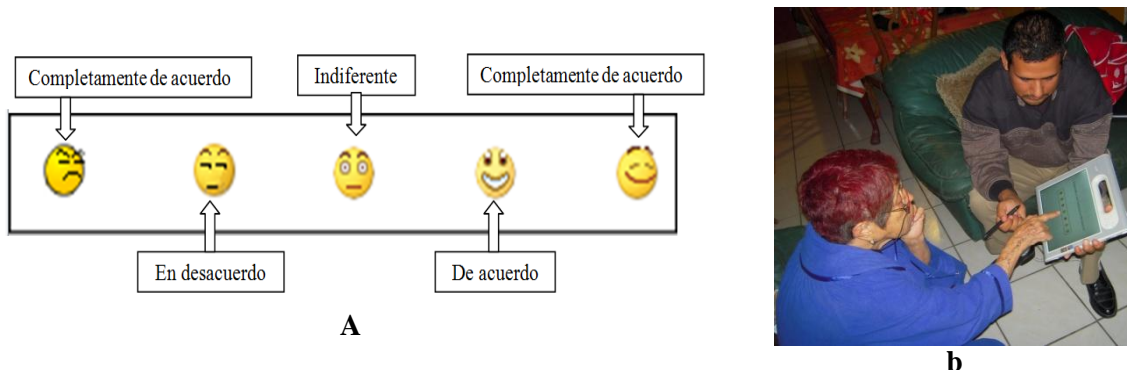 Completamente de acuerdo
Indiferente
Completamente de acuerdo
En desacuerdo
De acuerdo
A
b